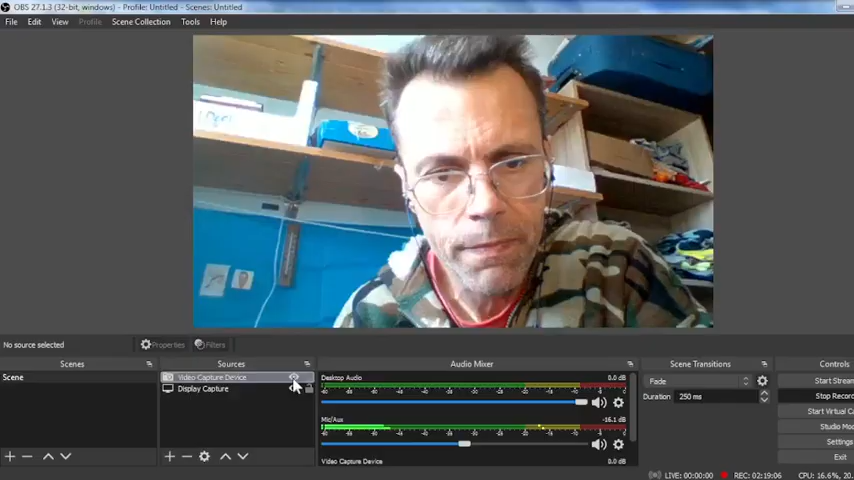 OBS 27.1.3 (32-bit, windows) - Profile: Untitled - Scenes: Untitled
File Edit View Profile Scene Collection Tools Help
No source selected Properties Filters
Scenes Sources Audio Mixer Scene Transitions Controls
Scene
Video Capture Device
Display Capture
Desktop Audio 0.0 dB
Mic/Aux -16.1 dB
Video Capture Device 0.0 dB
Fade
Duration 250 ms
Start Stream
Stop Record
Start Virtual C
Studio Mod
Settings
Exit
LIVE: 00:00:00 REC: 02:19:06 CPU: 16.6%, 20.